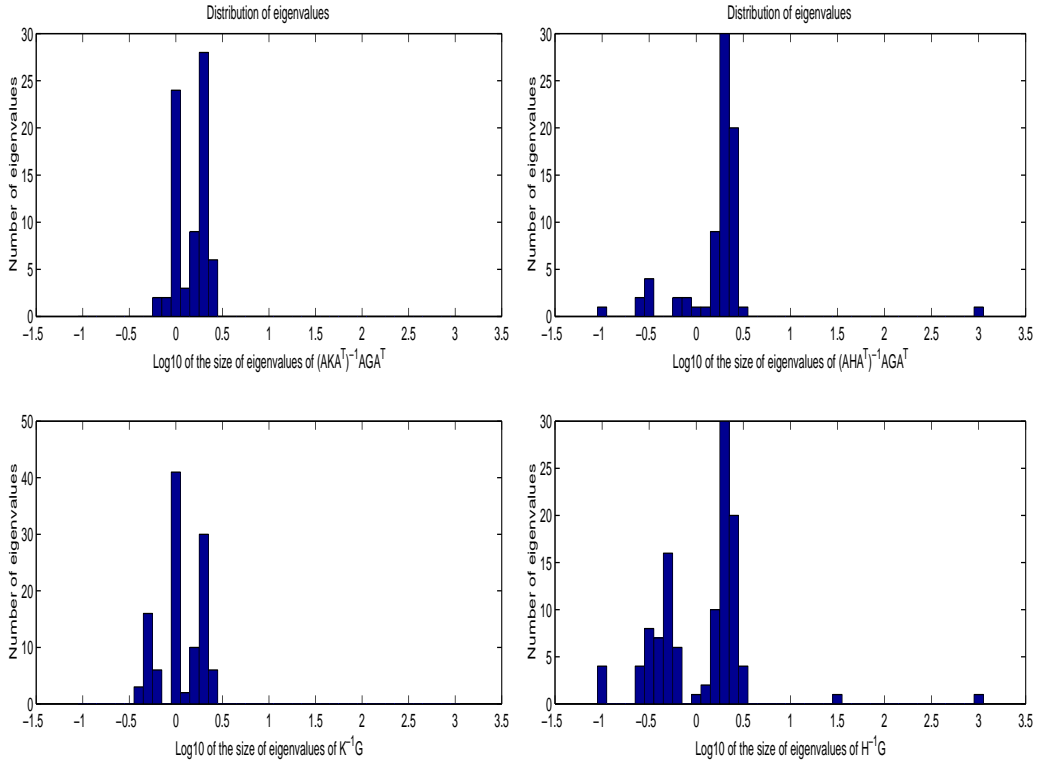 Distribution of eigenvalues
Number of eigenvalues
30
25
20
15
10
5
0
−1.5 −1 −0.5 0 0.5 1 1.5 2 2.5 3 3.5
Log10 of the size of eigenvalues of (AKA^T)^−1AGA^T
Distribution of eigenvalues
Number of eigenvalues
30
25
20
15
10
5
0
−1.5 −1 −0.5 0 0.5 1 1.5 2 2.5 3 3.5
Log10 of the size of eigenvalues of (AHA^T)^−1AGA^T
Number of eigenvalues
50
40
30
20
10
0
−1.5 −1 −0.5 0 0.5 1 1.5 2 2.5 3 3.5
Log10 of the size of eigenvalues of K^−1G
Number of eigenvalues
30
25
20
15
10
5
0
−1.5 −1 −0.5 0 0.5 1 1.5 2 2.5 3 3.5
Log10 of the size of eigenvalues of H^−1G